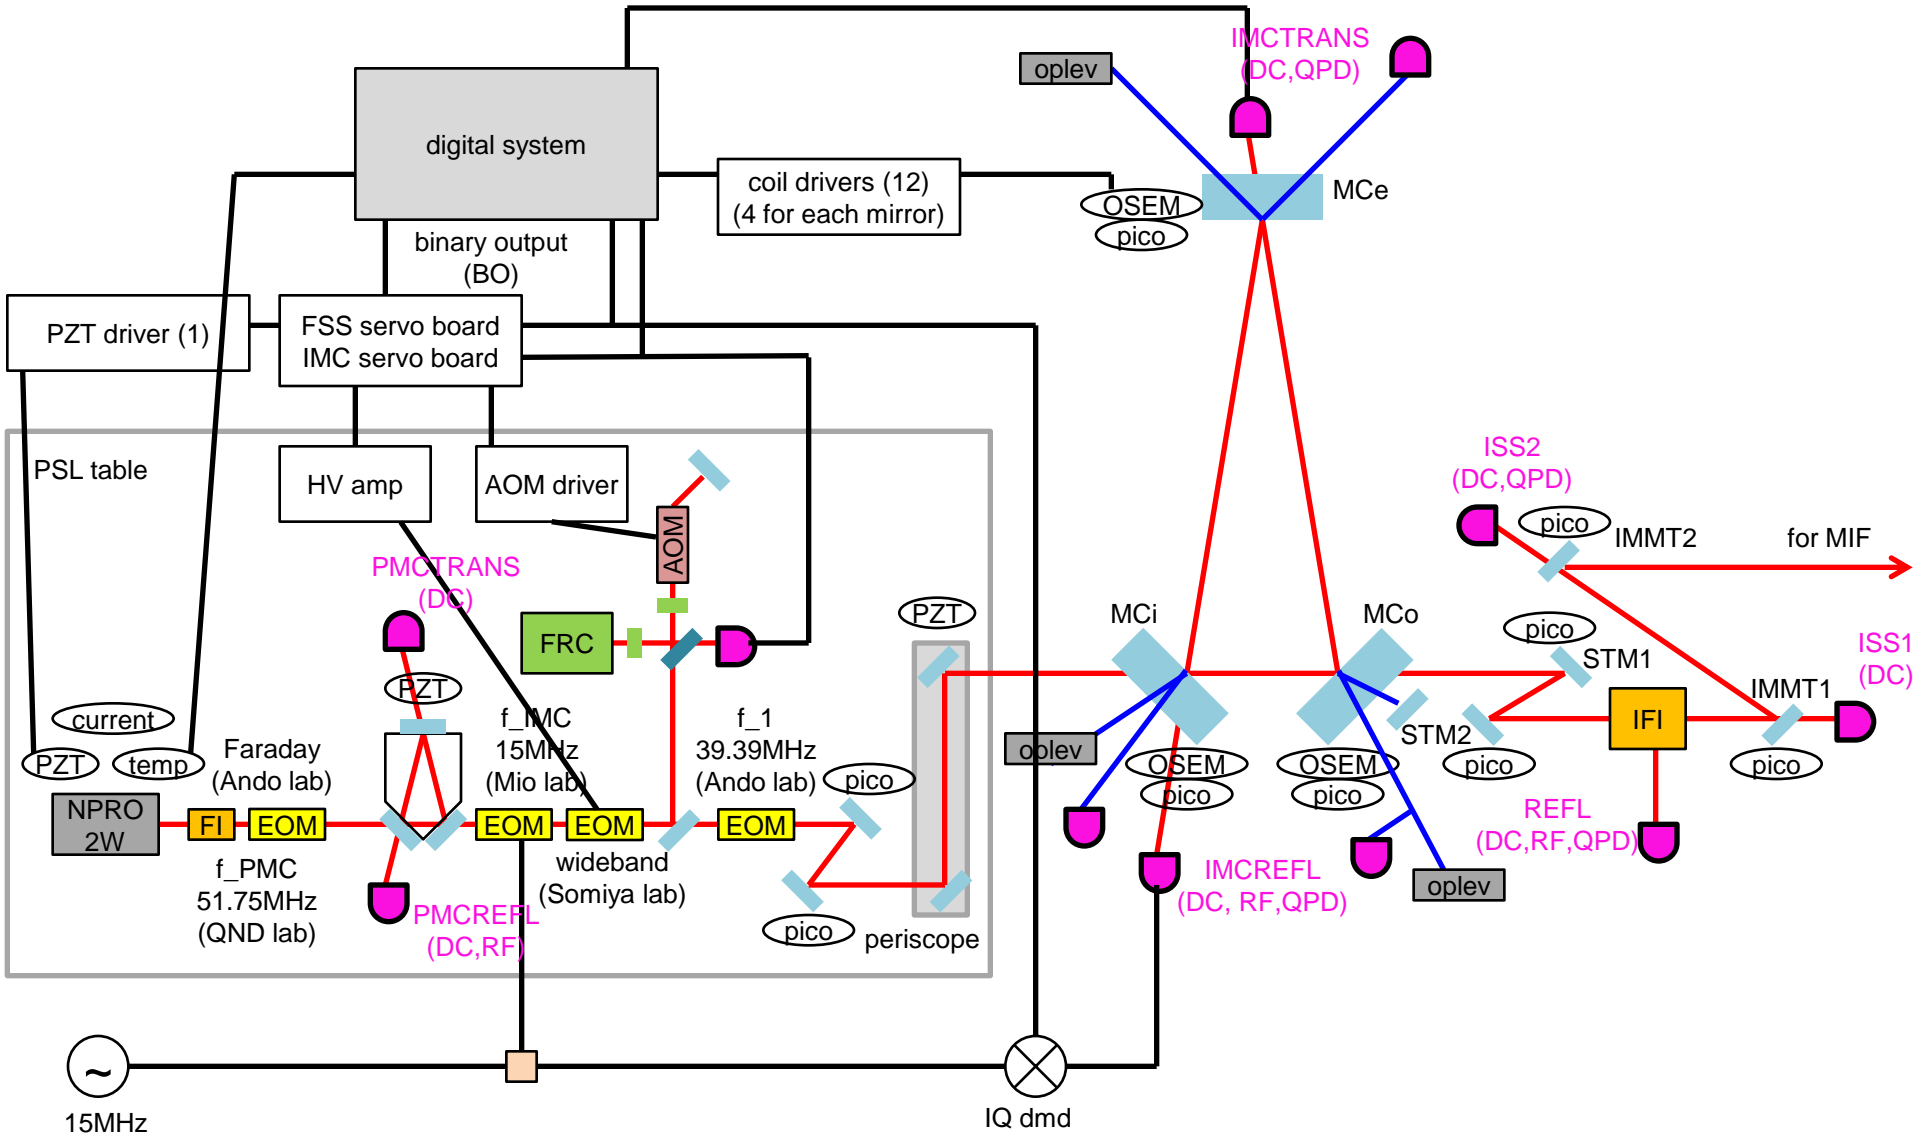 IMCTRANS
(DC,QPD)
oplev
digital system
coil drivers (12)
(4 for each mirror)
MCe
OSEM
pico
binary output
(BO)
PZT driver (1)
FSS servo board
IMC servo board
PSL table
HV amp
AOM driver
AOM
ISS2
(DC,QPD)
pico
IMMT2
for MIF
PMCTRANS
(DC)
FRC
PZT
MCi
MCo
pico
STM1
ISS1
(DC)
PZT
current
PZT
temp
Faraday
(Ando lab)
f_IMC
15MHz
(Mio lab)
f_1
39.39MHz
(Ando lab)
pico
oplev
OSEM
pico
OSEM
pico
STM2
pico
IFI
IMMT1
pico
NPRO
2W
FI
EOM
EOM
EOM
EOM
wideband
(Somiya lab)
f_PMC
51.75MHz
(QND lab)
PMCREFL
(DC,RF)
pico
periscope
IMCREFL
(DC, RF,QPD)
REFL
(DC,RF,QPD)
oplev
~
15MHz
IQ dmd